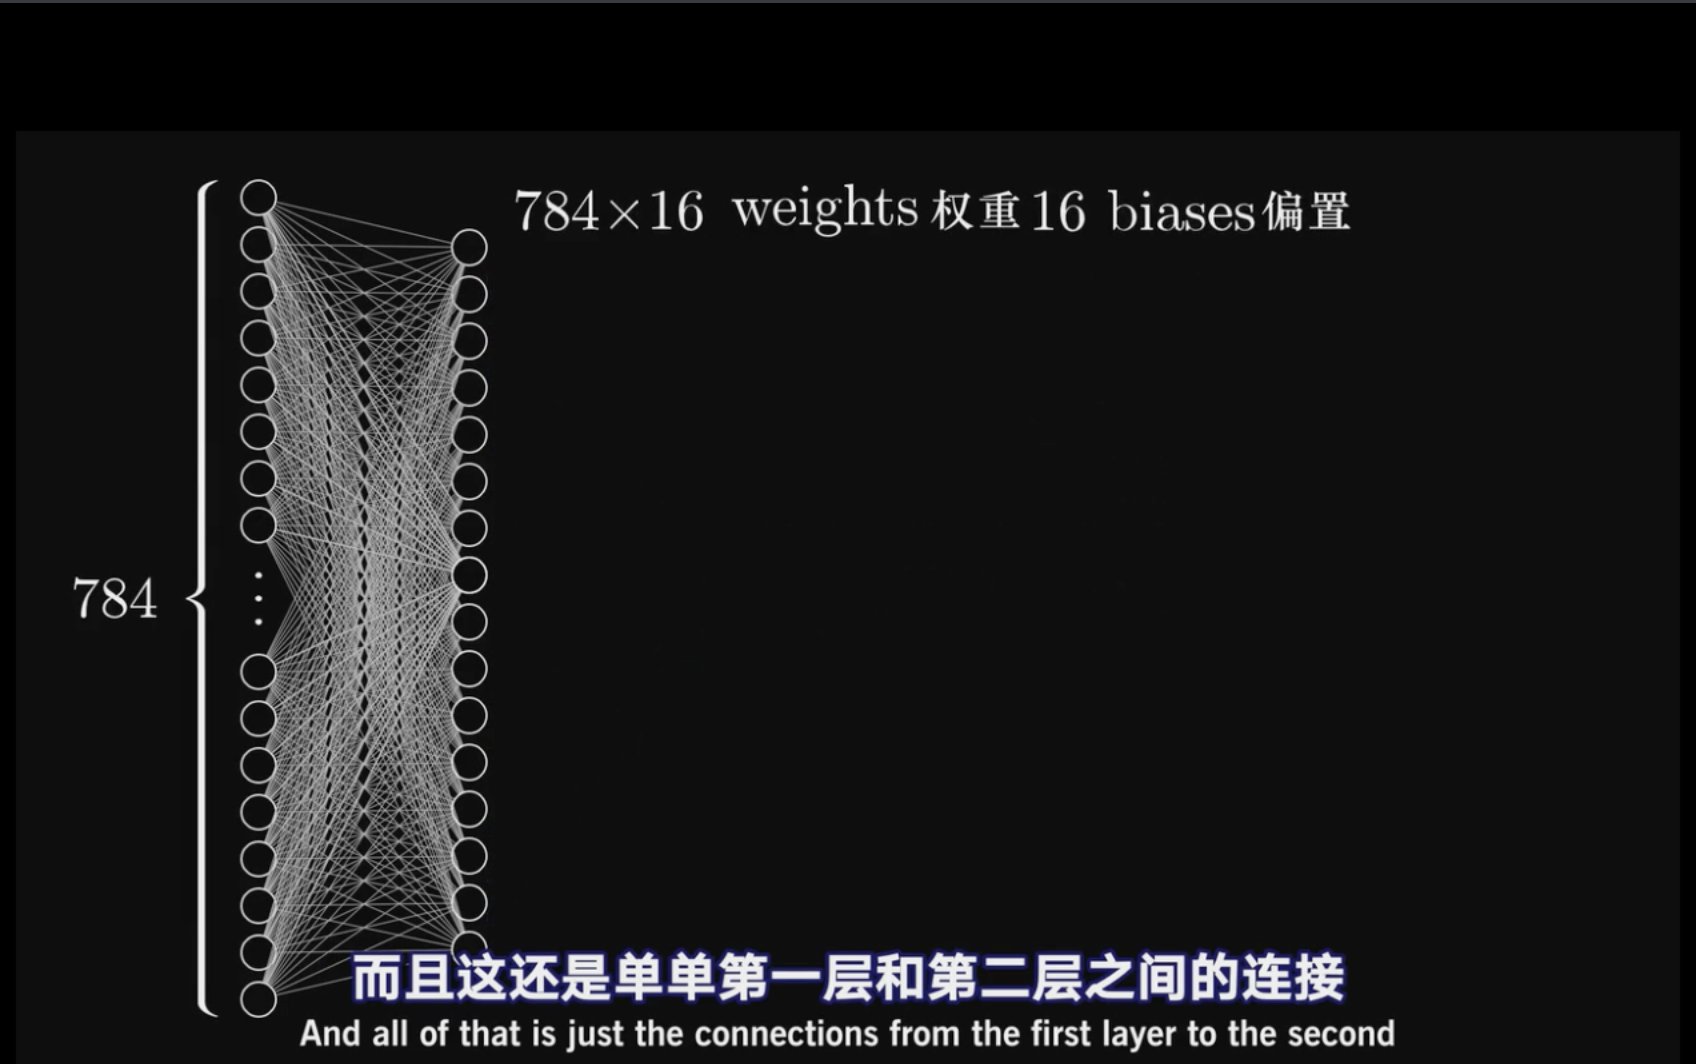 784×16 weights 权重 16 biases 偏置
784
而且这还是单单第一层和第二层之间的连接
And all of that is just the connections from the first layer to the second